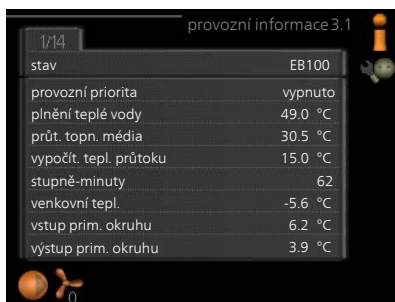 provozní informace 3.1
1/14
stav EB100
provozní priorita vypnuto
plnění teplé vody 49.0 °C
průt. topn. média 30.5 °C
vypočít. tepl. průtoku 15.0 °C
stupně-minuty 62
venkovní tepl. -5.6 °C
vstup prim. okruhu 6.2 °C
výstup prim. okruhu 3.9 °C
0